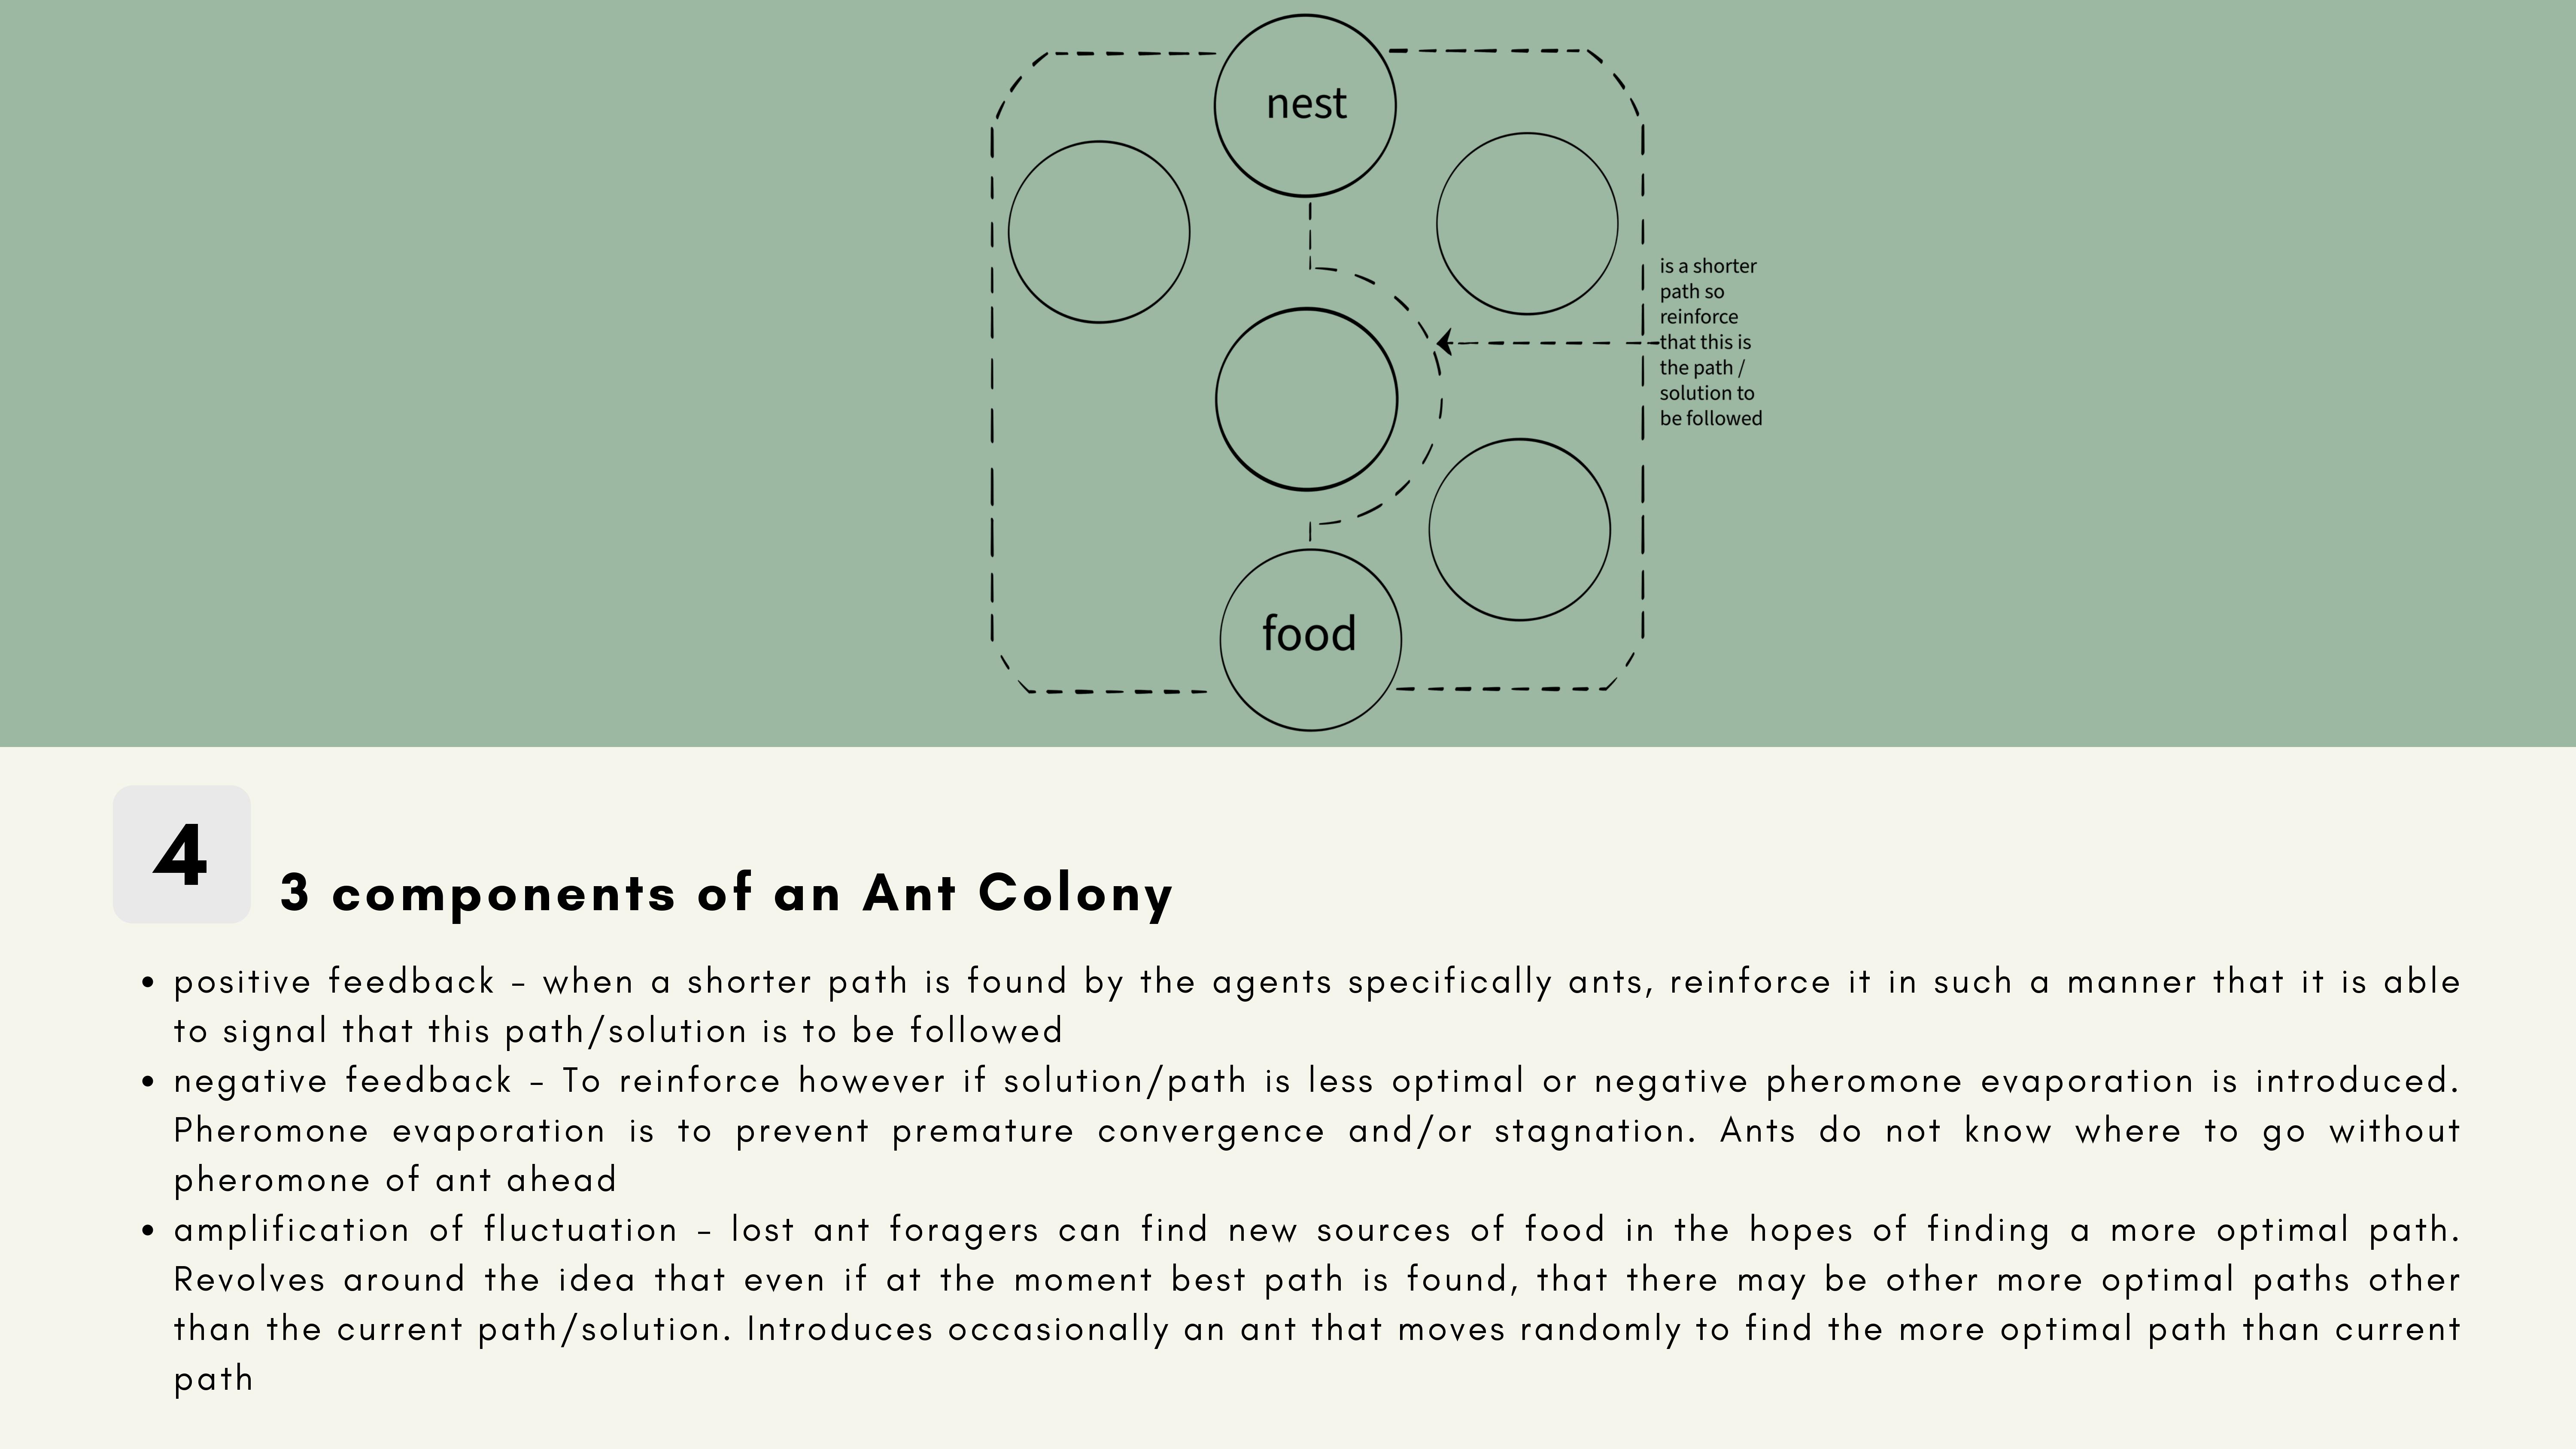 nest
is a shorter
path so
reinforce
that this is
the path /
solution to
be followed
food
4
3 components of an Ant Colony
• positive feedback - when a shorter path is found by the agents specifically ants, reinforce it in such a manner that it is able
to signal that this path/solution is to be followed
• negative feedback - To reinforce however if solution/path is less optimal or negative pheromone evaporation is introduced.
Pheromone evaporation is to prevent premature convergence and/or stagnation. Ants do not know where to go without
pheromone of ant ahead
• amplification of fluctuation - lost ant foragers can find new sources of food in the hopes of finding a more optimal path.
Revolves around the idea that even if at the moment best path is found, that there may be other more optimal paths other
than the current path/solution. Introduces occasionally an ant that moves randomly to find the more optimal path than current
path